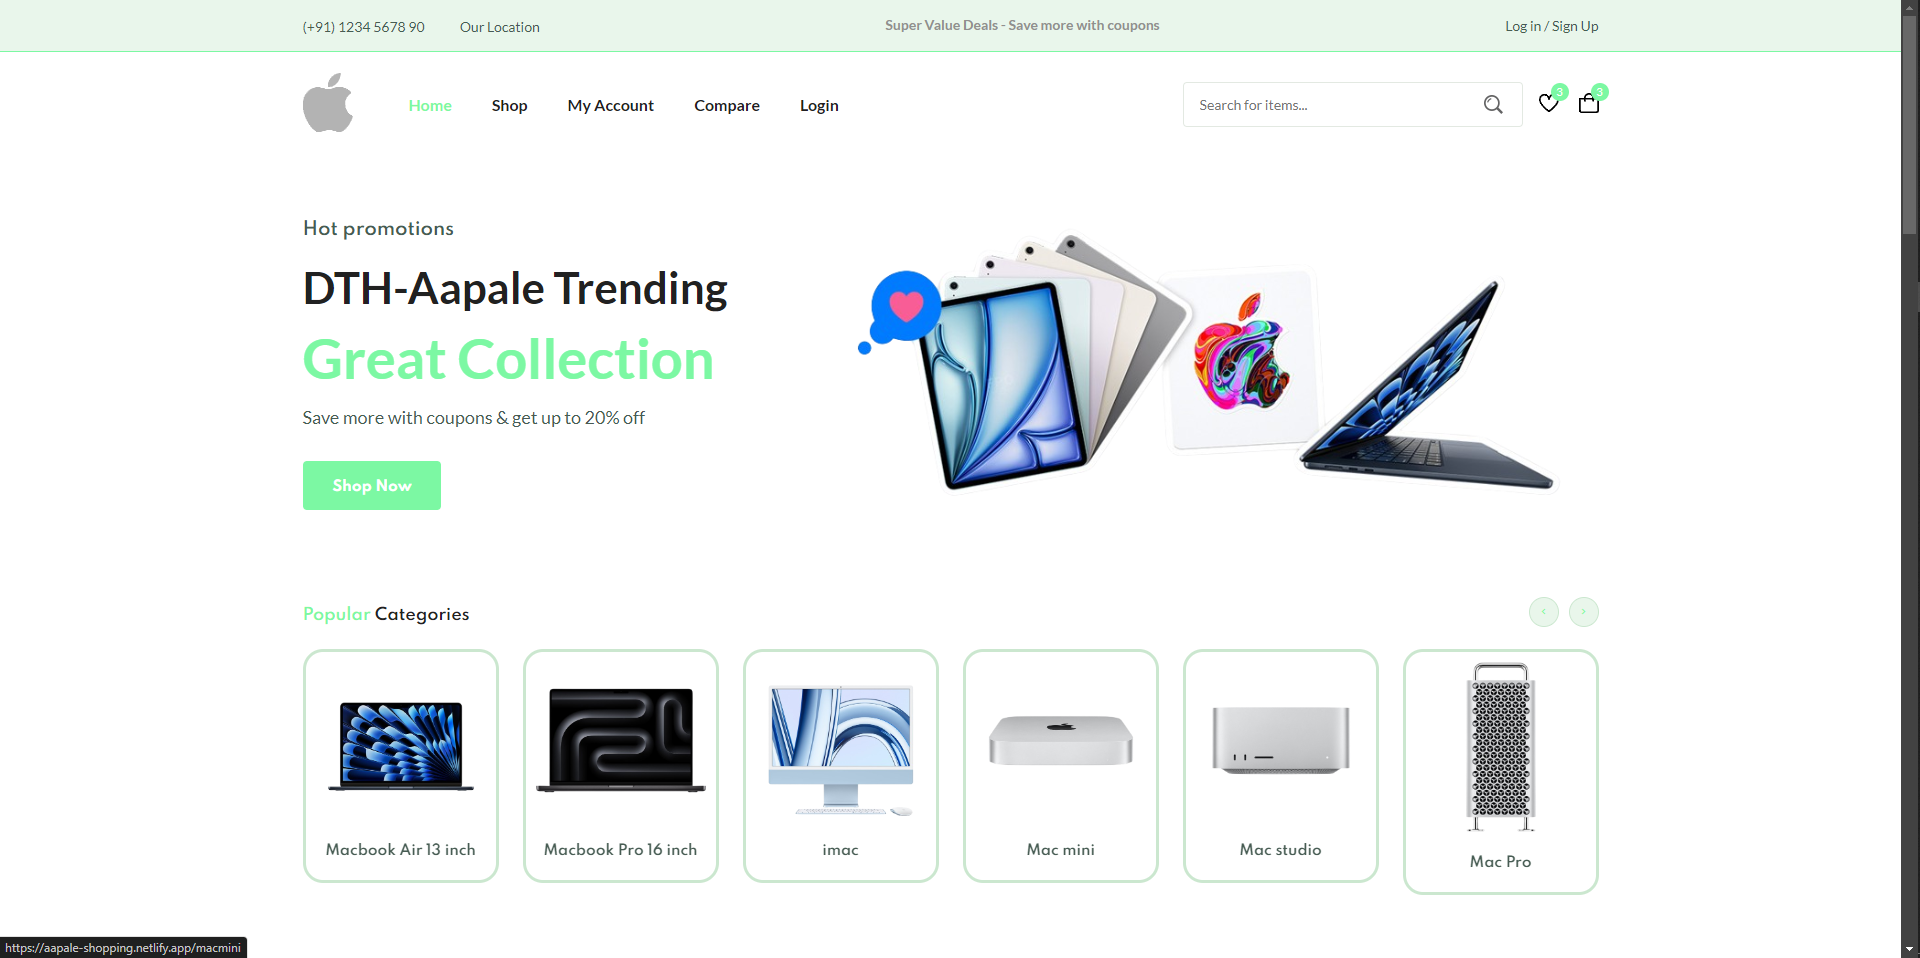 (+91) 1234 5678 90
Our Location
Super Value Deals - Save more with coupons
Log in / Sign Up
Home
Shop
My Account
Compare
Login
Search for items...
3
3
Hot promotions
DTH-Aapale Trending
Great Collection
Save more with coupons & get up to 20% off
Shop Now
Popular Categories
Macbook Air 13 inch
Macbook Pro 16 inch
imac
Mac mini
Mac studio
Mac Pro
https://aapale-shopping.netlify.app/macmini